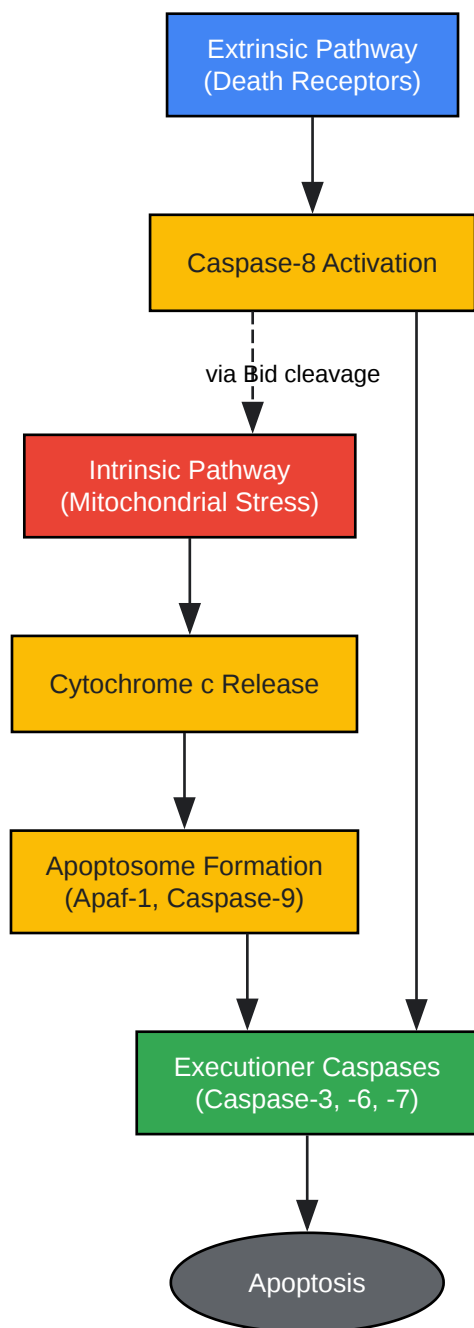 Extrinsic Pathway
(Death Receptors)
Caspase-8 Activation
via Bid cleavage
Intrinsic Pathway
(Mitochondrial Stress)
Cytochrome c Release
Apoptosome Formation
(Apaf-1, Caspase-9)
Executioner Caspases
(Caspase-3, -6, -7)
Apoptosis